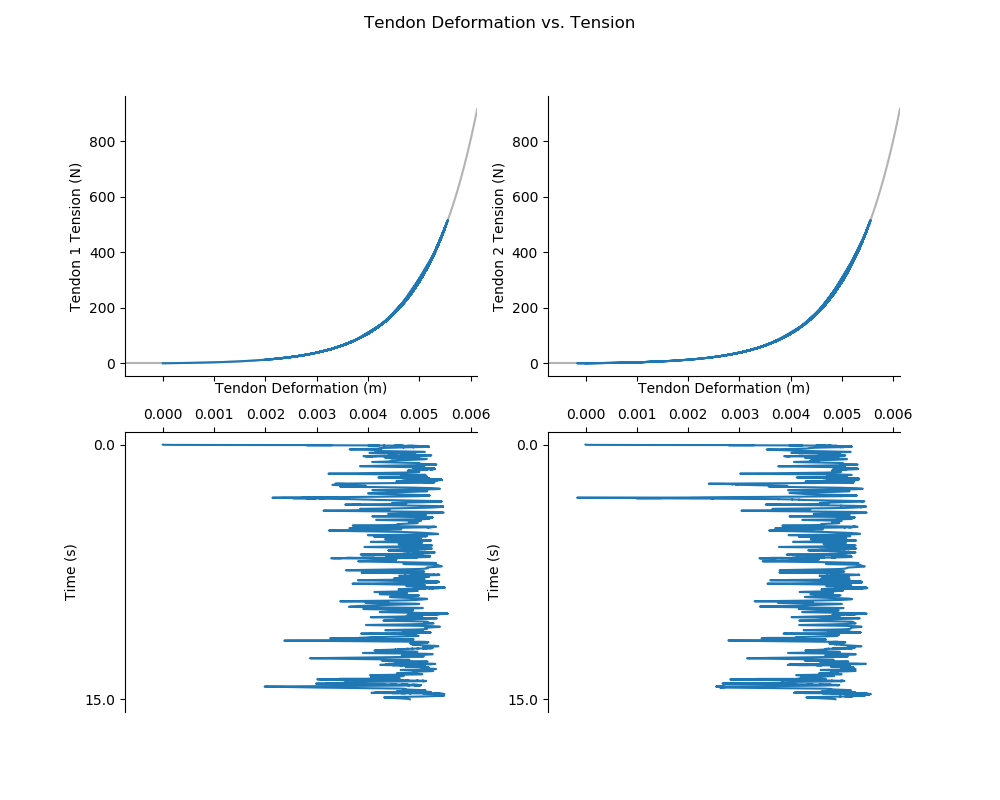 Tendon Deformation vs. Tension
Tendon 1 Tension (N)
800
600
400
200
0
Tendon Deformation (m)
0.000 0.001 0.002 0.003 0.004 0.005 0.006
Tendon 2 Tension (N)
800
600
400
200
0
Tendon Deformation (m)
0.000 0.001 0.002 0.003 0.004 0.005 0.006
Time (s)
0.0
15.0
Time (s)
0.0
15.0